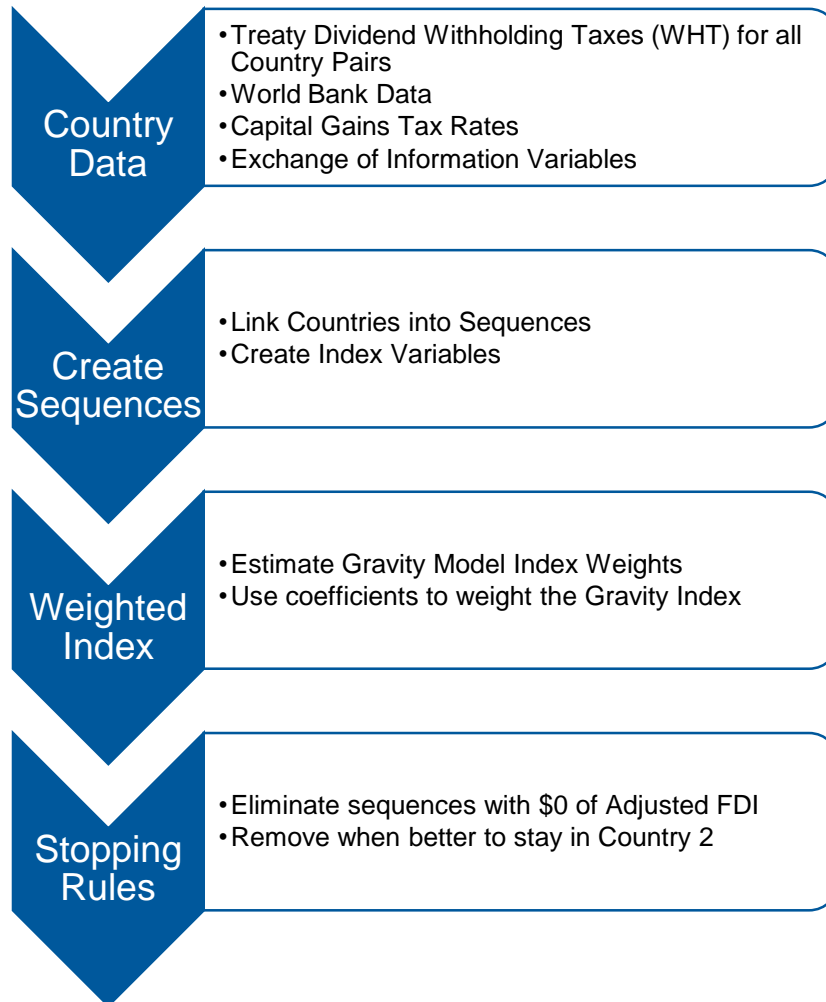 Country
Data
•Treaty Dividend Withholding Taxes (WHT) for all
Country Pairs
•World Bank Data
•Capital Gains Tax Rates
•Exchange of Information Variables
Create
Sequences
•Link Countries into Sequences
•Create Index Variables
Weighted
Index
•Estimate Gravity Model Index Weights
•Use coefficients to weight the Gravity Index
Stopping
Rules
•Eliminate sequences with $0 of Adjusted FDI
•Remove when better to stay in Country 2